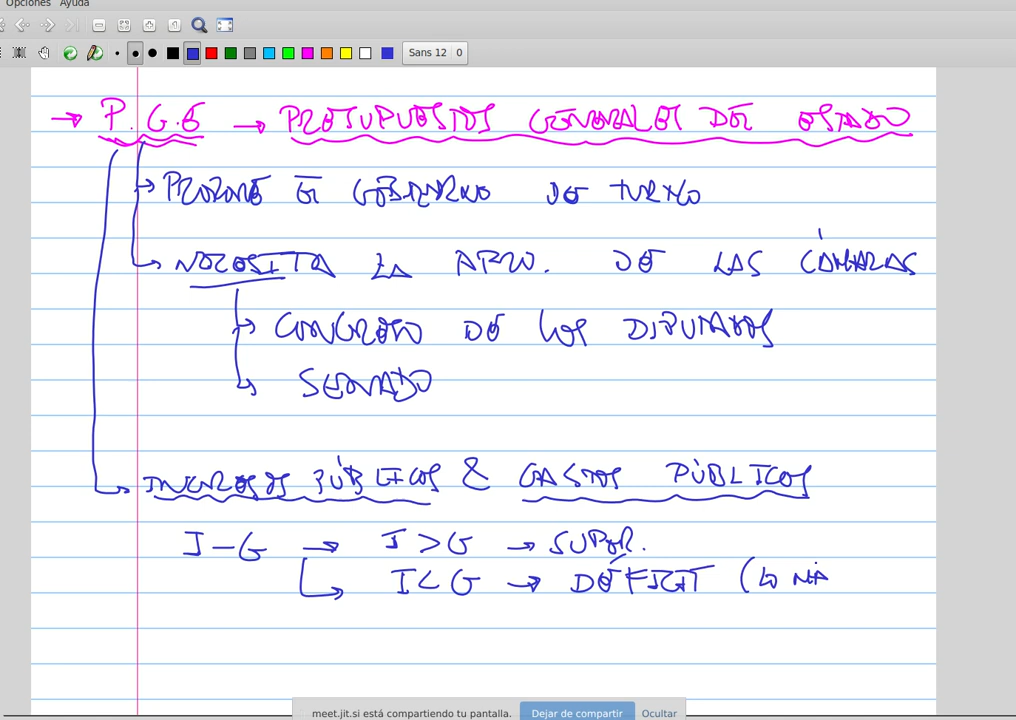 Opciones Ayuda
Sans 12 0
→ P.G.E → PRESUPUESTOS GENERALES DEL ESTADO
→ PROPONE EL GOBIERNO DE TURNO
→ NECESITA LA APRO. DE LAS CÁMARAS
→ CONGRESO DE LOS DIPUTADOS
→ SENADO
→ INGRESOS PÚBLICOS & GASTOS PÚBLICOS
I - G → I > G → SUPER.
→ I < G → DÉFICIT (LO
meet.jit.si está compartiendo tu pantalla. Dejar de compartir Ocultar